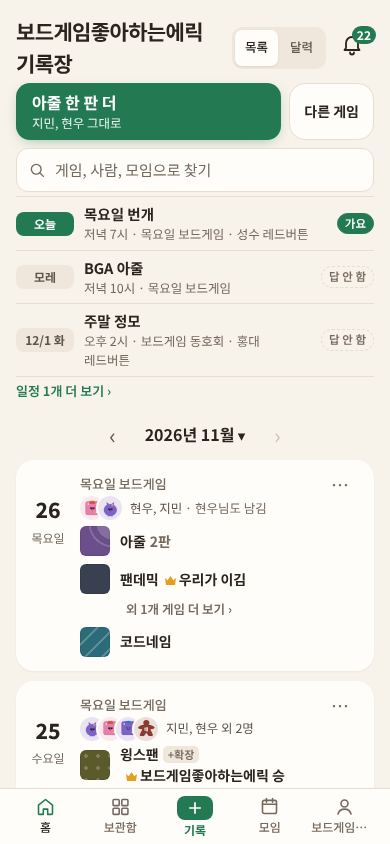 보드게임좋아하는에릭
기록장
목록
달력
22
아줄 한 판 더
지민, 현우 그대로
다른 게임
게임, 사람, 모임으로 찾기
오늘
목요일 번개
저녁 7시 · 목요일 보드게임 · 성수 레드버튼
가요
모레
BGA 아줄
저녁 10시 · 목요일 보드게임
답 안 함
12/1 화
주말 정모
오후 2시 · 보드게임 동호회 · 홍대
레드버튼
답 안 함
일정 1개 더 보기 ›
‹ 2026년 11월 ▾ ›
26
목요일
목요일 보드게임
···
현우, 지민 · 현우님도 남김
아줄 2판
팬데믹 우리가 이김
외 1개 게임 더 보기 ›
코드네임
25
수요일
목요일 보드게임
···
지민, 현우 외 2명
윙스팬 +확장
보드게임좋아하는에릭 승
홈
보관함
기록
모임
보드게임…